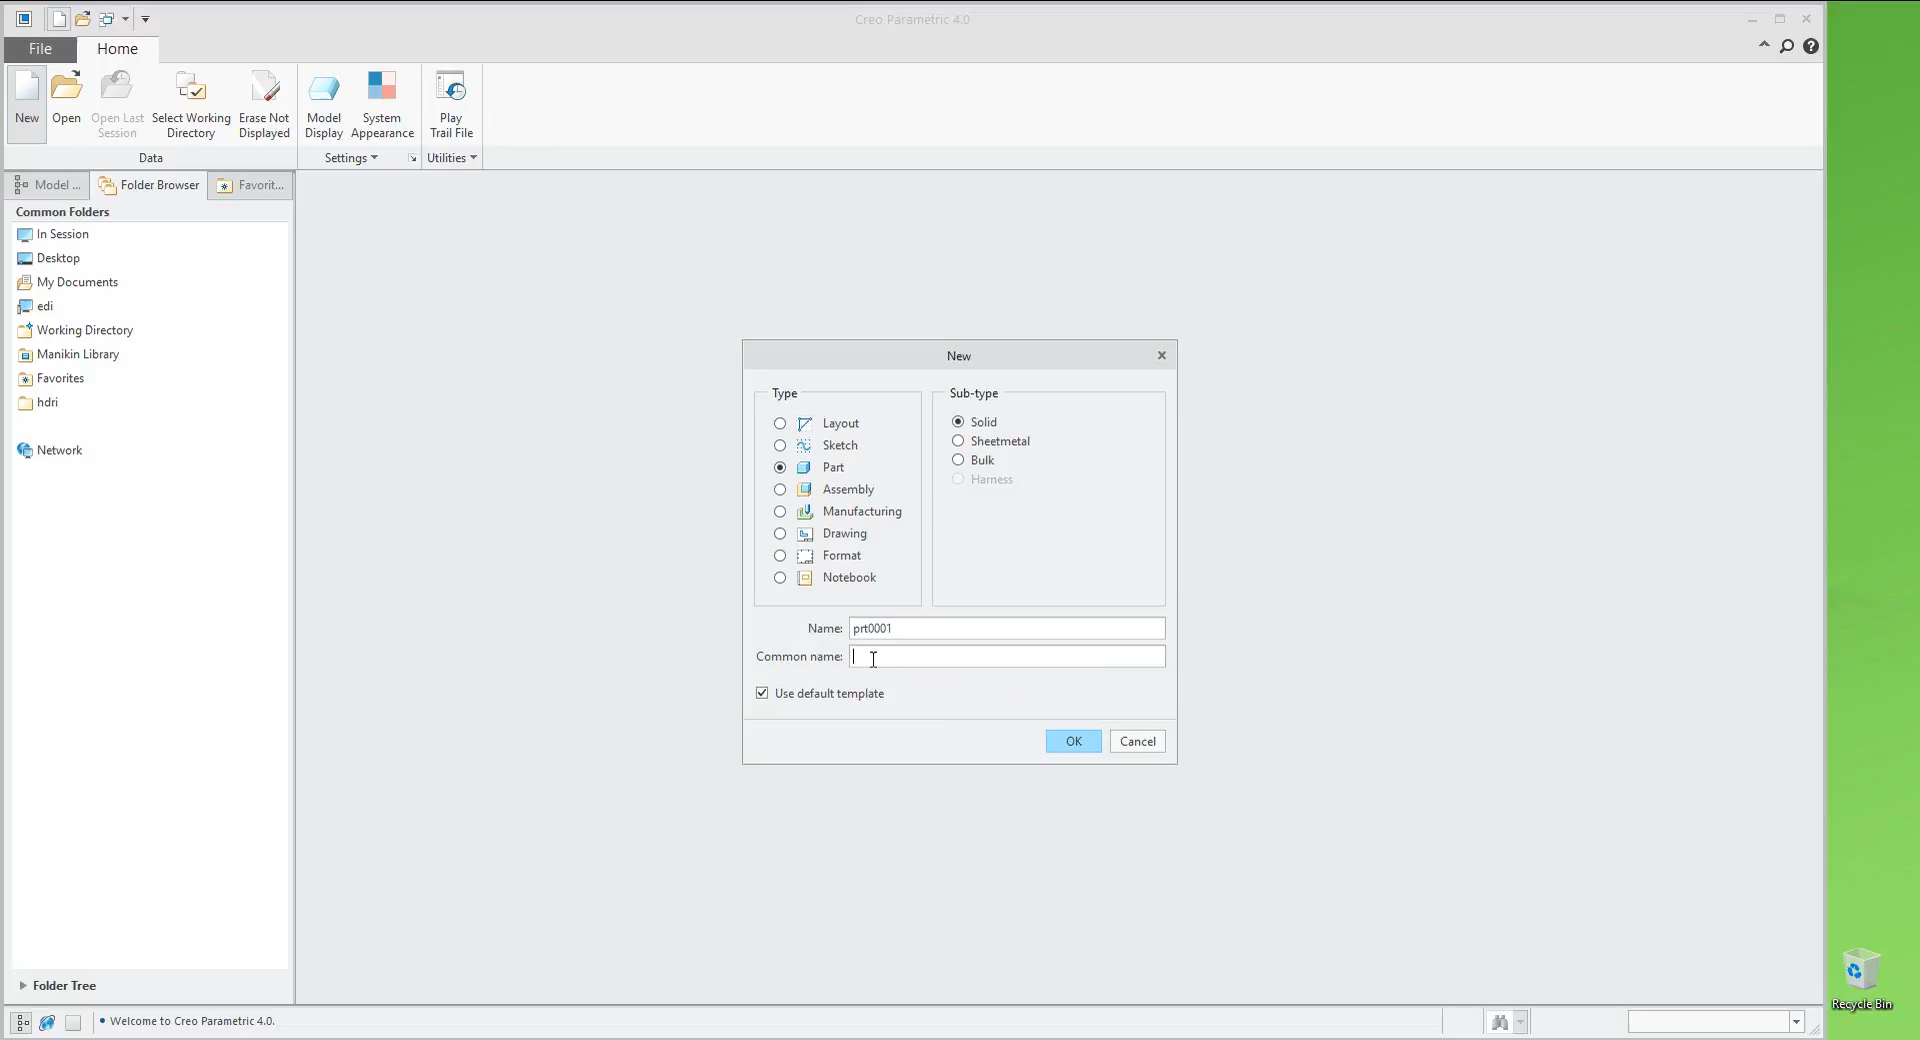 Creo Parametric 4.0
File
Home
New
Open
Open Last Session
Select Working Directory
Erase Not Displayed
Model Display
System Appearance
Play Trail File
Data
Settings
Utilities
Model ...
Folder Browser
Favorit...
Common Folders
In Session
Desktop
My Documents
edi
Working Directory
Manikin Library
Favorites
hdri
Network
Folder Tree
New
Type
Layout
Sketch
Part
Assembly
Manufacturing
Drawing
Format
Notebook
Sub-type
Solid
Sheetmetal
Bulk
Harness
Name: prt0001
Common name:
Use default template
OK
Cancel
• Welcome to Creo Parametric 4.0.
Recycle Bin